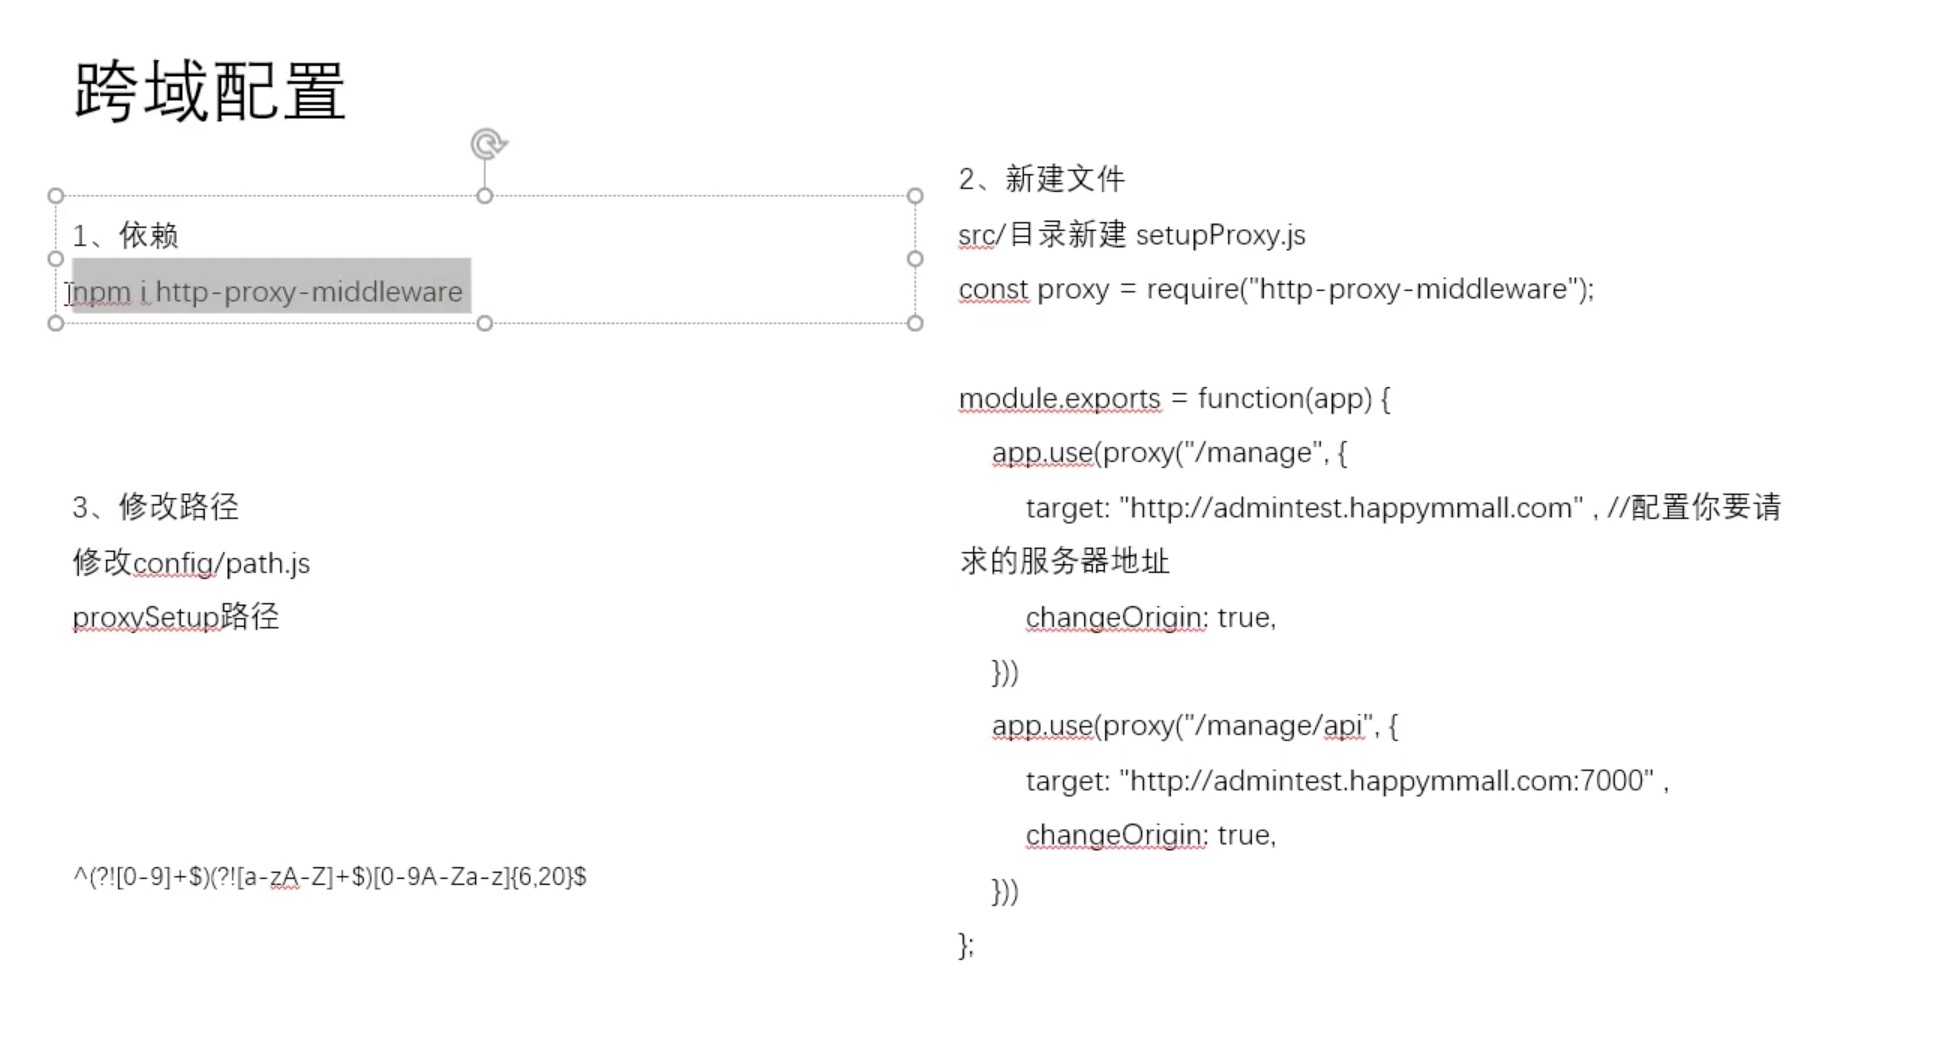 跨域配置
1、依赖
npm i http-proxy-middleware
3、修改路径
修改config/path.js
proxySetup路径
^(?![0-9]+$)(?![a-zA-Z]+$)[0-9A-Za-z]{6,20}$
2、新建文件
src/目录新建 setupProxy.js
const proxy = require("http-proxy-middleware");
module.exports = function(app) {
app.use(proxy("/manage", {
target: "http://admintest.happymmall.com" , //配置你要请
求的服务器地址
changeOrigin: true,
}))
app.use(proxy("/manage/api", {
target: "http://admintest.happymmall.com:7000" ,
changeOrigin: true,
}))
};